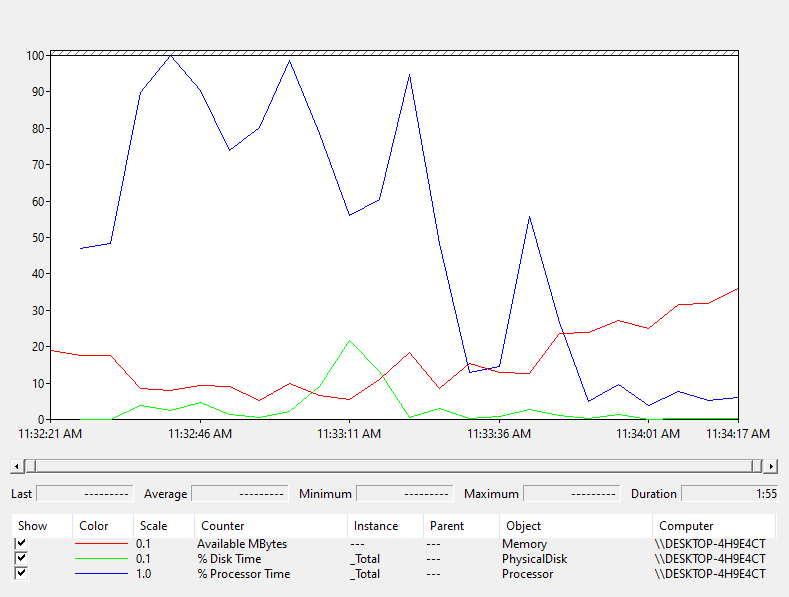 100
90
80
70
60
50
40
30
20
10
0
11:32:21 AM 11:32:46 AM 11:33:11 AM 11:33:36 AM 11:34:01 AM 11:34:17 AM
Last --------- Average --------- Minimum --------- Maximum --------- Duration 1:55
Show Color Scale Counter Instance Parent Object Computer
0.1 Available MBytes --- --- Memory \\DESKTOP-4H9E4CT
0.1 % Disk Time _Total --- PhysicalDisk \\DESKTOP-4H9E4CT
1.0 % Processor Time _Total --- Processor \\DESKTOP-4H9E4CT